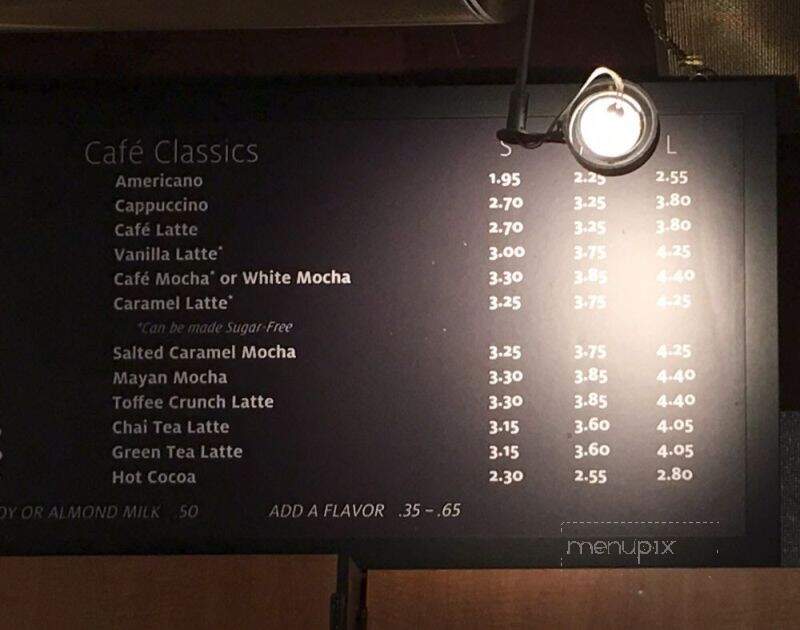 Café Classics S L
Americano 1.95 2.25 2.55
Cappuccino 2.70 3.25 3.80
Café Latte 2.70 3.25 3.80
Vanilla Latte* 3.00 3.75 4.25
Café Mocha* or White Mocha 3.30 3.85 4.40
Caramel Latte* 3.25 3.75 4.25
*Can be made Sugar-Free
Salted Caramel Mocha 3.25 3.75 4.25
Mayan Mocha 3.30 3.85 4.40
Toffee Crunch Latte 3.30 3.85 4.40
Chai Tea Latte 3.15 3.60 4.05
Green Tea Latte 3.15 3.60 4.05
Hot Cocoa 2.30 2.55 2.80
OR ALMOND MILK .50 ADD A FLAVOR .35 – .65
menupix